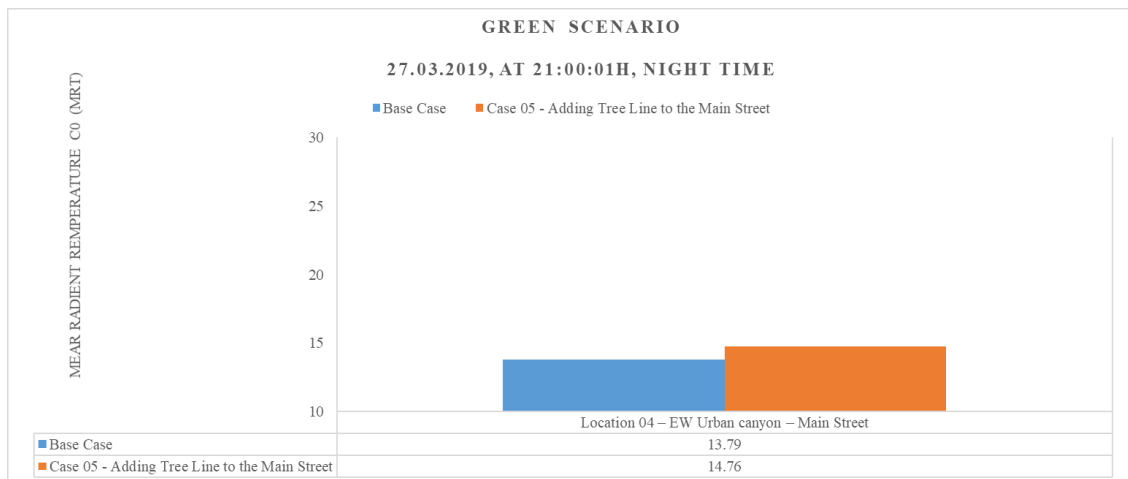 GREEN SCENARIO
27.03.2019, AT 21:00:01H, NIGHT TIME
Base Case
Case 05 - Adding Tree Line to the Main Street
MEAR RADIENT REMPERATURE C0 (MRT)
30
25
20
15
10
Location 04 – EW Urban canyon – Main Street
Base Case 13.79
Case 05 - Adding Tree Line to the Main Street 14.76